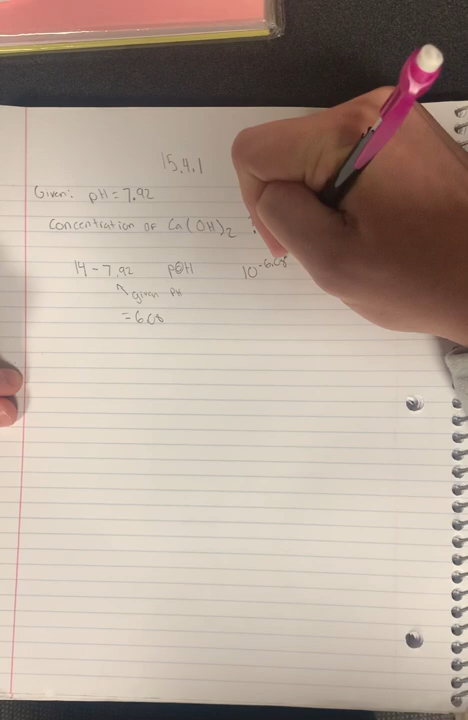 15.4.1
Given: pH = 7.92
Concentration of Ca(OH)2 ?
14 - 7.92 pOH 10^-6.08
given pH
= 6.08